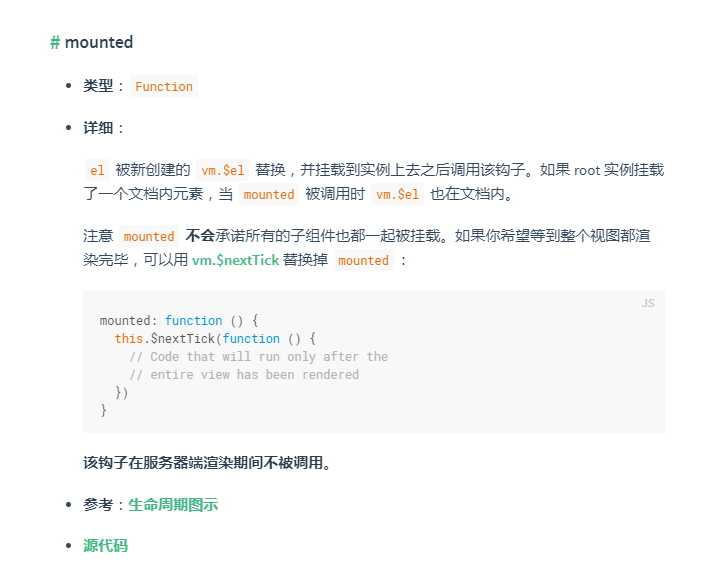 # mounted
类型：Function
详细：
el 被新创建的 vm.$el 替换，并挂载到实例上去之后调用该钩子。如果 root 实例挂载
了一个文档内元素，当 mounted 被调用时 vm.$el 也在文档内。
注意 mounted 不会承诺所有的子组件也都一起被挂载。如果你希望等到整个视图都渲
染完毕，可以用 vm.$nextTick 替换掉 mounted ：
JS
mounted: function () {
  this.$nextTick(function () {
    // Code that will run only after the
    // entire view has been rendered
  })
}
该钩子在服务器端渲染期间不被调用。
参考：生命周期图示
源代码